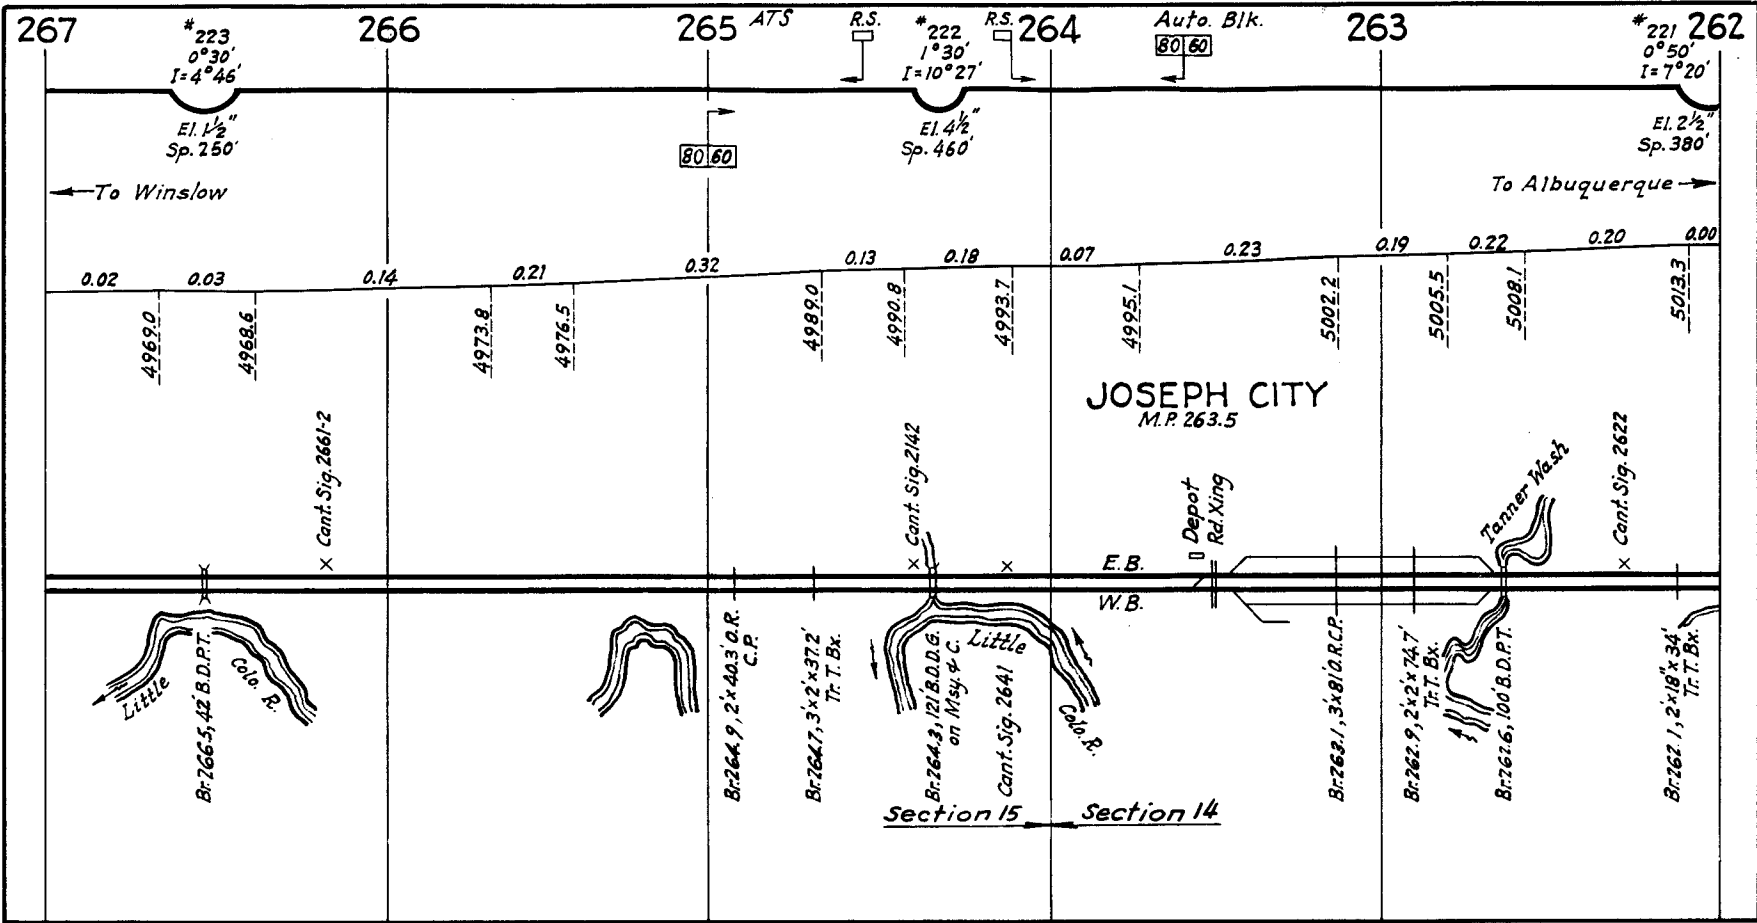 267
#223
0°30'
I=4°46'
266
265
ATS
R.S.
#222
1°30'
I=10°27'
R.S.
264
Auto. Blk.
80 60
263
#221
0°50'
I=7°20'
262
El. 1½"
Sp. 250'
80 60
El. 4½"
Sp. 460'
El. 2½"
Sp. 380'
To Winslow
To Albuquerque
0.02
0.03
0.14
0.21
0.32
0.13
0.18
0.07
0.23
0.19
0.22
0.20
0.00
4969.0
4968.6
4973.8
4976.5
4989.0
4990.8
4993.7
4995.1
5002.2
5005.5
5008.1
5013.3
JOSEPH CITY
M.P. 263.5
Cant. Sig. 2661-2
Cant. Sig. 2142
Depot
Rd. Xing
Tanner Wash
Cant. Sig. 2622
E.B.
W.B.
Little
Colo. R.
Br. 266.5, 42' B.D.P.T.
Br. 264.9, 2'x40.3' O.R.
C.P.
Br. 264.7, 3'x2'x37.2'
Tr. T. Bx.
Br. 264.3, 121' B.D.D.G.
on Msy. & C.
Little
Colo. R.
Cant. Sig. 2641
Br. 263.1, 3'x81' O.R.C.P.
Br. 262.9, 2'x2'x74.7'
Tr. T. Bx.
Br. 262.6, 100' B.D.P.T.
Br. 262.1, 2'x18"x34'
Tr. T. Bx.
Section 15
Section 14